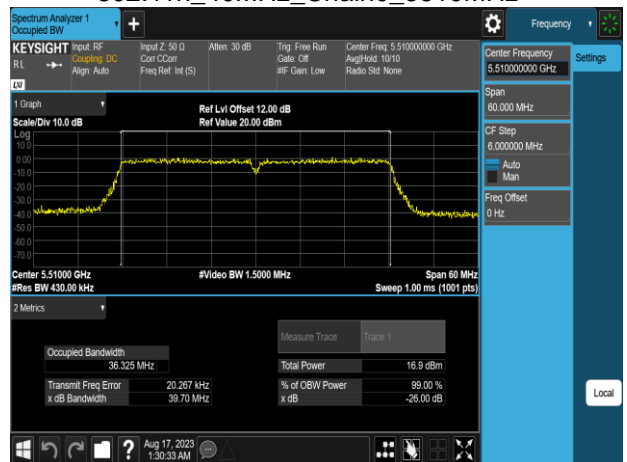 Spectrum Analyzer 1
Occupied BW
+
Frequency
KEYSIGHT
RL
LXI
Input: RF
Coupling: DC
Align: Auto
Input Z: 50 Ω
Corr CCorr
Freq Ref: Int (S)
Atten: 30 dB
Trig: Free Run
Gate: Off
#IF Gain: Low
Center Freq: 5.510000000 GHz
Avg|Hold: 10/10
Radio Std: None
Center Frequency
5.510000000 GHz
Settings
Span
60.000 MHz
CF Step
6.000000 MHz
Auto
Man
Freq Offset
0 Hz
1 Graph
Scale/Div 10.0 dB
Ref Lvl Offset 12.00 dB
Ref Value 20.00 dBm
Log
10.0
0.00
-10.0
-20.0
-30.0
-40.0
-50.0
-60.0
-70.0
Center 5.51000 GHz
#Video BW 1.5000 MHz
Span 60 MHz
#Res BW 430.00 kHz
Sweep 1.00 ms (1001 pts)
2 Metrics
Measure Trace
Trace 1
Occupied Bandwidth
36.325 MHz
Total Power
16.9 dBm
Transmit Freq Error
20.267 kHz
% of OBW Power
99.00 %
x dB Bandwidth
39.70 MHz
x dB
-26.00 dB
Local
?
Aug 17, 2023
1:30:33 AM